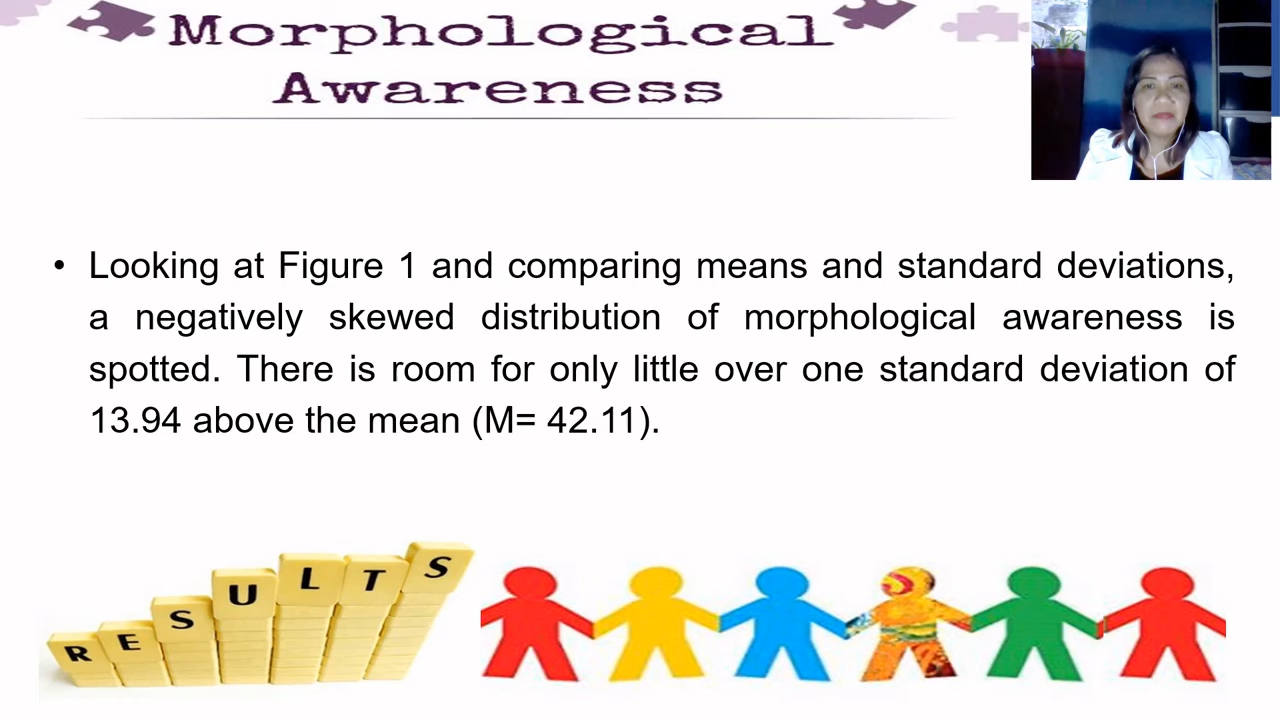 Morphological
Awareness
• Looking at Figure 1 and comparing means and standard deviations,
a negatively skewed distribution of morphological awareness is
spotted. There is room for only little over one standard deviation of
13.94 above the mean (M= 42.11).
RESULTS